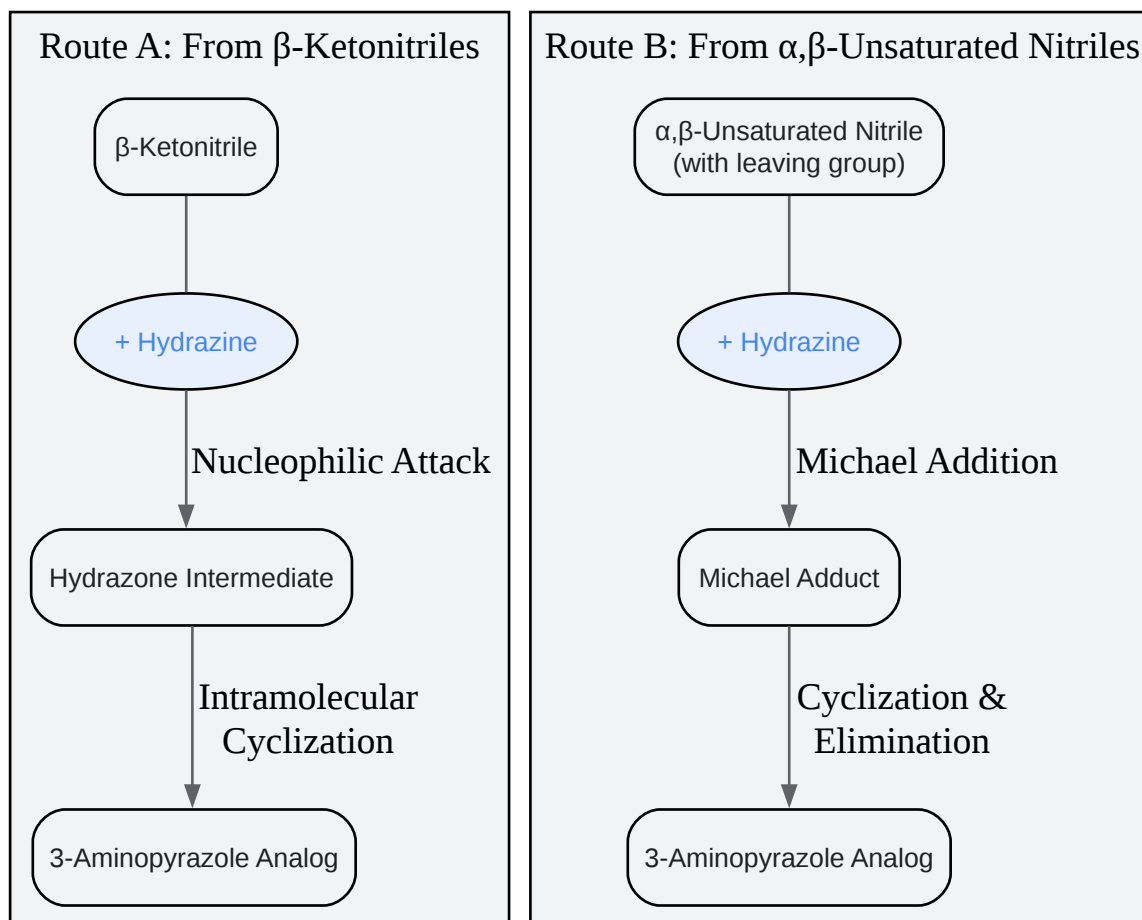 Route A: From β-Ketonitriles
β-Ketonitrile
+ Hydrazine
Nucleophilic Attack
Hydrazone Intermediate
Intramolecular
Cyclization
3-Aminopyrazole Analog
Route B: From α,β-Unsaturated Nitriles
α,β-Unsaturated Nitrile
(with leaving group)
+ Hydrazine
Michael Addition
Michael Adduct
Cyclization &
Elimination
3-Aminopyrazole Analog